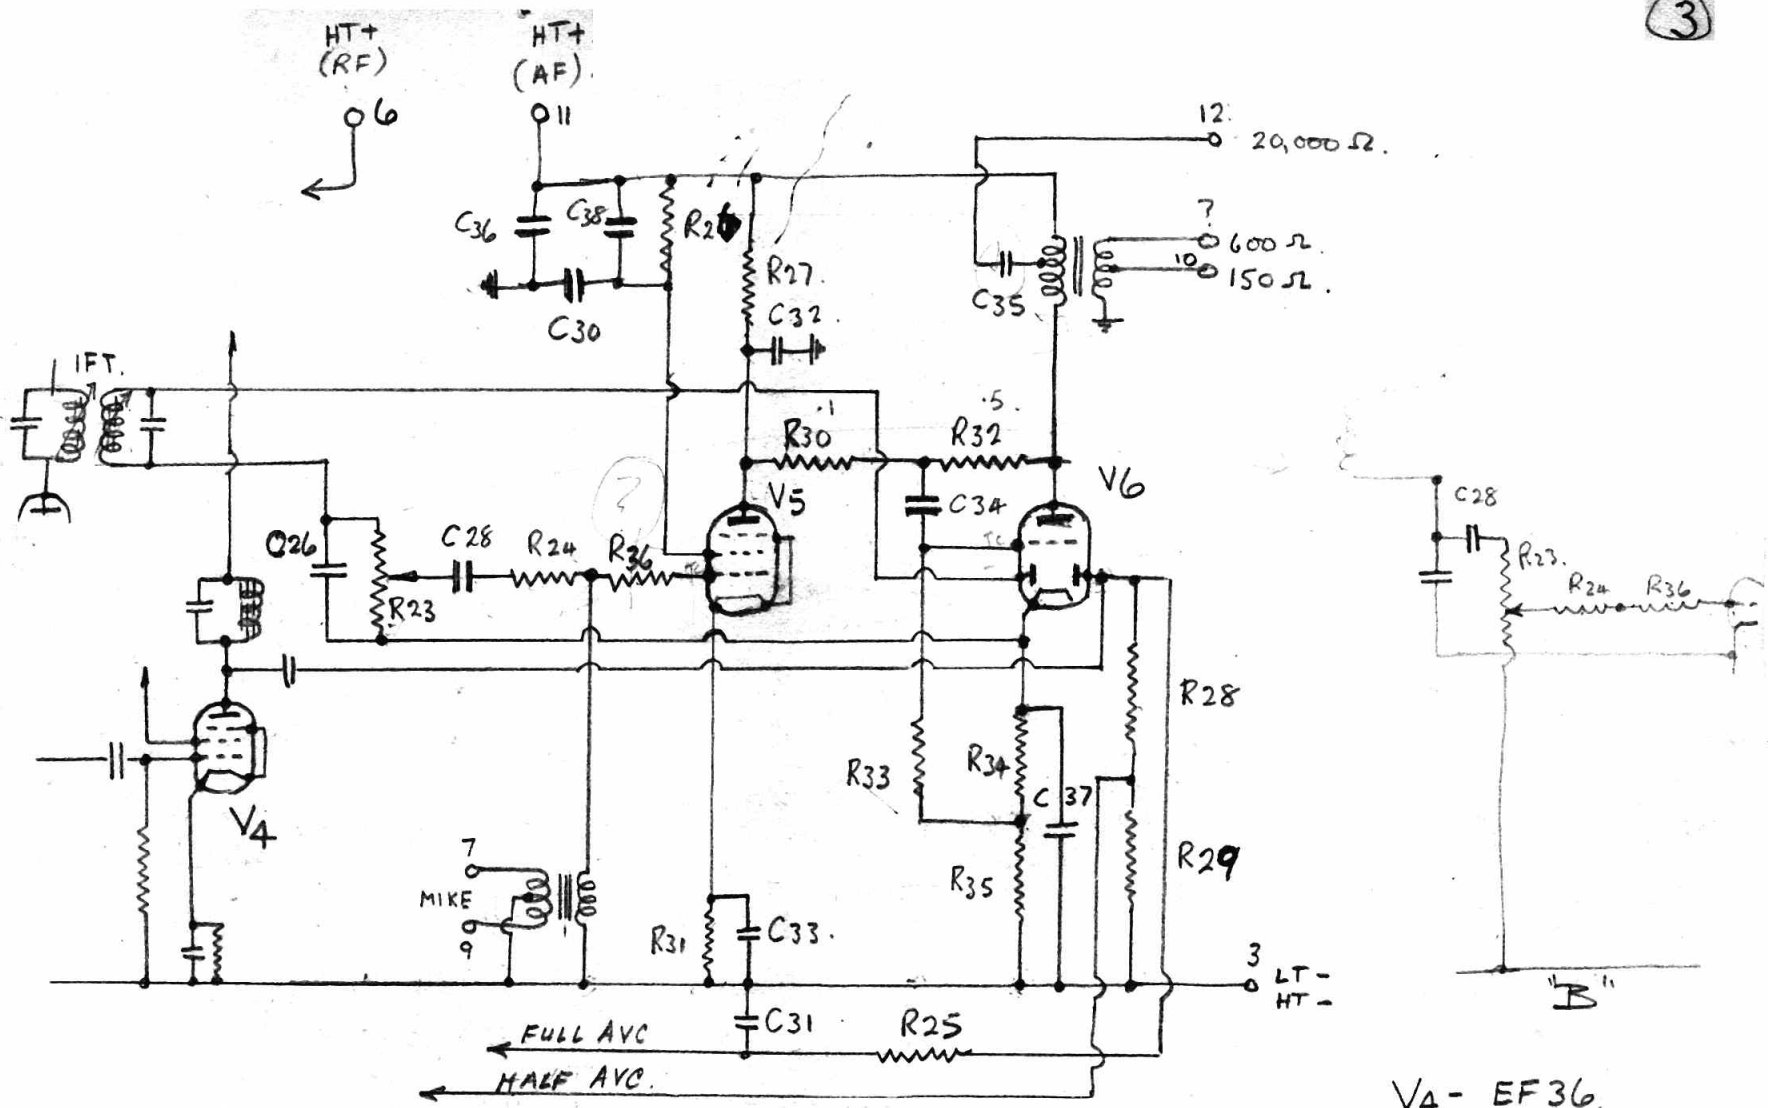 3
HT+
(RF)
6
HT+
(AF).
11
12.
20,000 Ω.
?
600 Ω.
10
150 Ω.
C36
C38
R27.
C32
C30
C35
IFT.
.1
.5.
R30
R32
V5
V6
C34
TC
C26
R23
C28
R24
R36
?
C28
R23.
R24
R36
R28
R33
R34
C37
V4
7
MIKE
9
R35
R29
R31
C33.
3
LT-
HT-
"B"
C31
R25
FULL AVC
HALF AVC.
V4 - EF36.